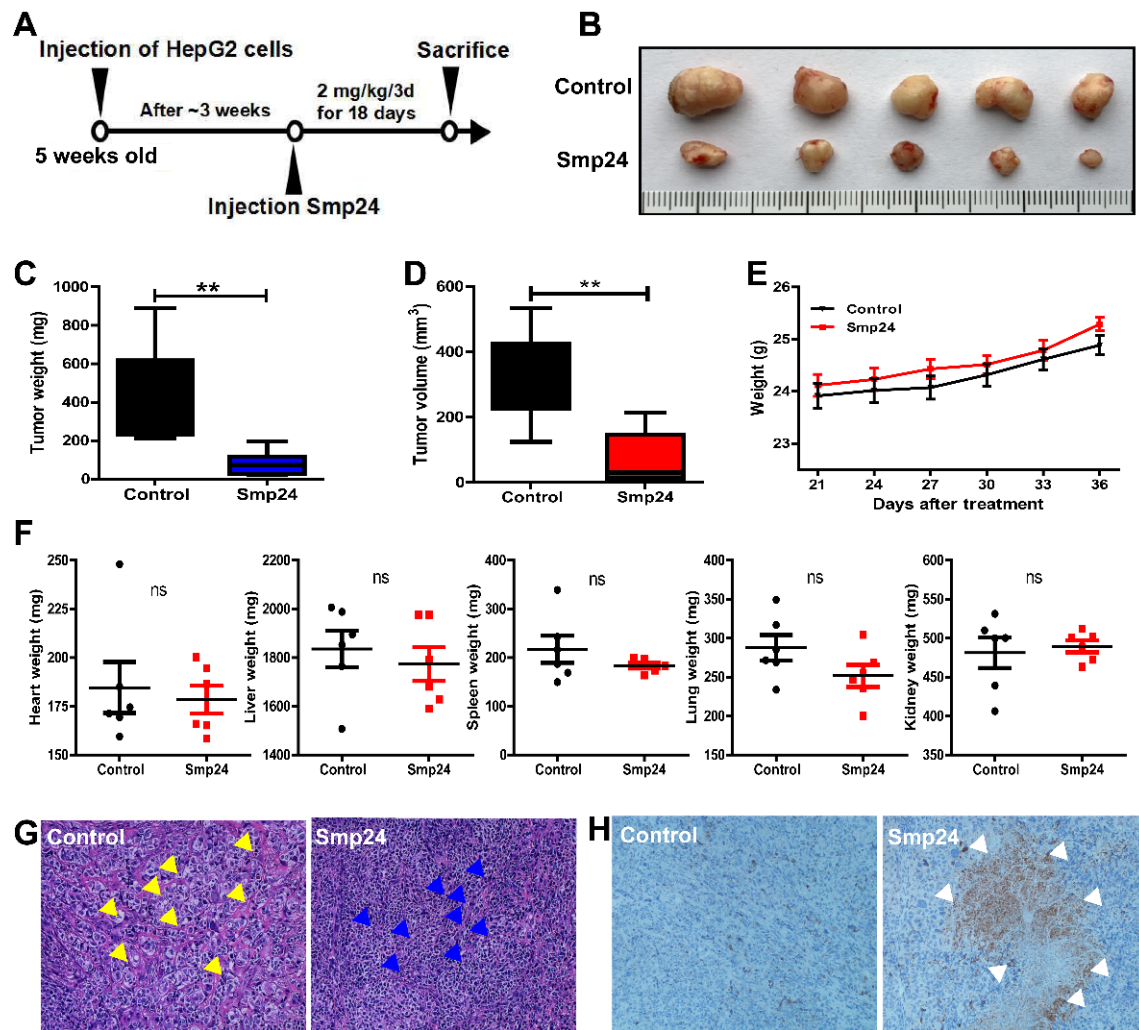 A
Injection of HepG2 cells
Sacrifice
After ~3 weeks
2 mg/kg/3d
for 18 days
5 weeks old
Injection Smp24
B
Control
Smp24
C
Tumor weight (mg)
1000
800
600
400
200
0
**
Control
Smp24
D
Tumor volume (mm³)
600
400
200
0
**
Control
Smp24
E
Weight (g)
26
25
24
23
Control
Smp24
21 24 27 30 33 36
Days after treatment
F
Heart weight (mg)
250
225
200
175
150
ns
Control Smp24
Liver weight (mg)
2200
2000
1800
1600
1400
ns
Control Smp24
Spleen weight (mg)
400
300
200
100
0
ns
Control Smp24
Lung weight (mg)
400
350
300
250
200
150
ns
Control Smp24
Kidney weight (mg)
600
550
500
450
400
350
ns
Control Smp24
G
Control
Smp24
H
Control
Smp24